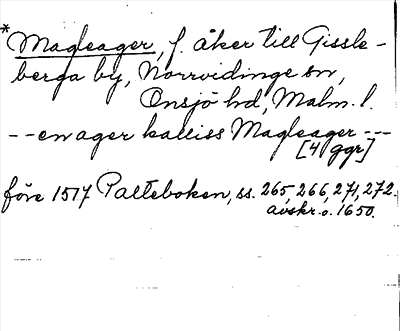 * Magleager, f. åker till Gissle-
berga by, Norrvidinge sn,
Onsjö hd, Malm. l.
-- en ager kalliss Magleager ---
[4 ggr]
före 1517 Palteboken, ss. 265, 266, 271, 272.
avskr. o. 1650.